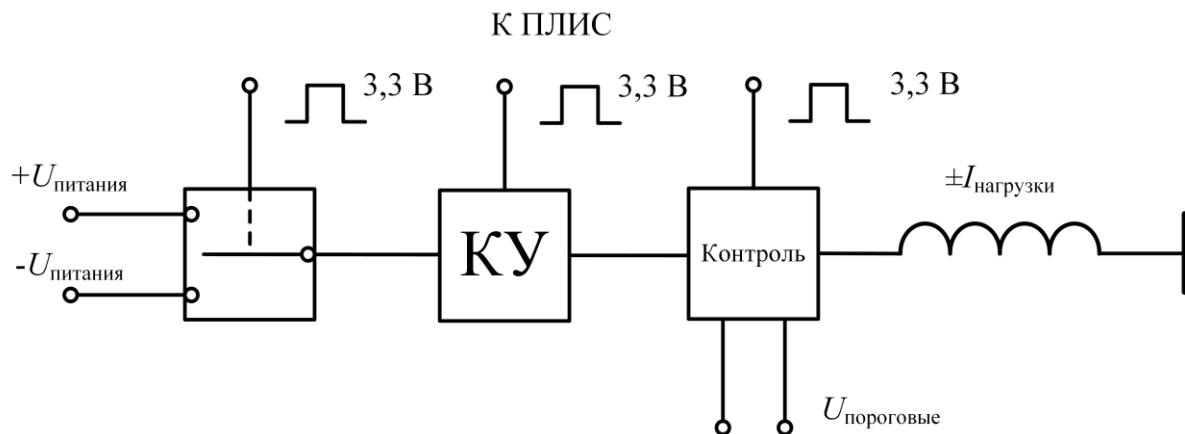 К ПЛИС
3,3 В
3,3 В
3,3 В
+Uпитания
-Uпитания
КУ
Контроль
±Iнагрузки
Uпороговые